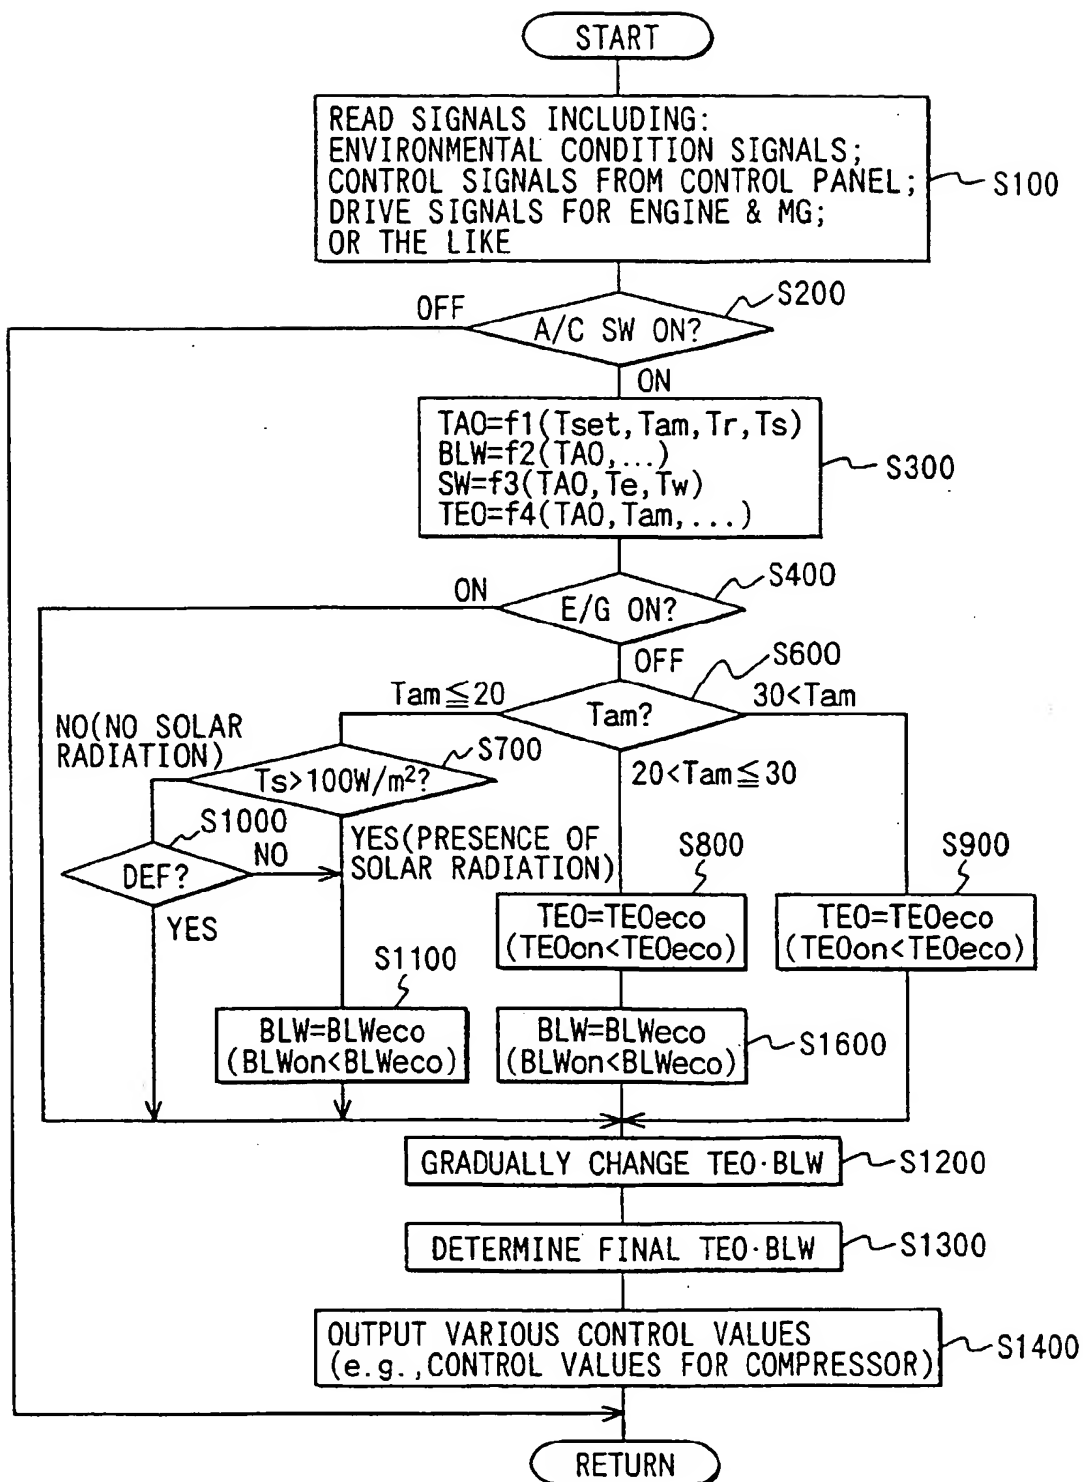 START
READ SIGNALS INCLUDING:
ENVIRONMENTAL CONDITION SIGNALS;
CONTROL SIGNALS FROM CONTROL PANEL;
DRIVE SIGNALS FOR ENGINE & MG;
OR THE LIKE
S100
OFF
S200
A/C SW ON?
ON
TAO=f1(Tset,Tam,Tr,Ts)
BLW=f2(TAO,...)
SW=f3(TAO,Te,Tw)
TEO=f4(TAO,Tam,...)
S300
ON
S400
E/G ON?
OFF
S600
Tam≦20
Tam?
30<Tam
NO(NO SOLAR
RADIATION)
S700
Ts>100W/m²?
20<Tam≦30
S1000
DEF?
NO
YES
YES(PRESENCE OF
SOLAR RADIATION)
S800
TEO=TEOeco
(TEOon<TEOeco)
S900
TEO=TEOeco
(TEOon<TEOeco)
S1100
BLW=BLWeco
(BLWon<BLWeco)
BLW=BLWeco
(BLWon<BLWeco)
S1600
GRADUALLY CHANGE TEO·BLW
S1200
DETERMINE FINAL TEO·BLW
S1300
OUTPUT VARIOUS CONTROL VALUES
(e.g.,CONTROL VALUES FOR COMPRESSOR)
S1400
RETURN